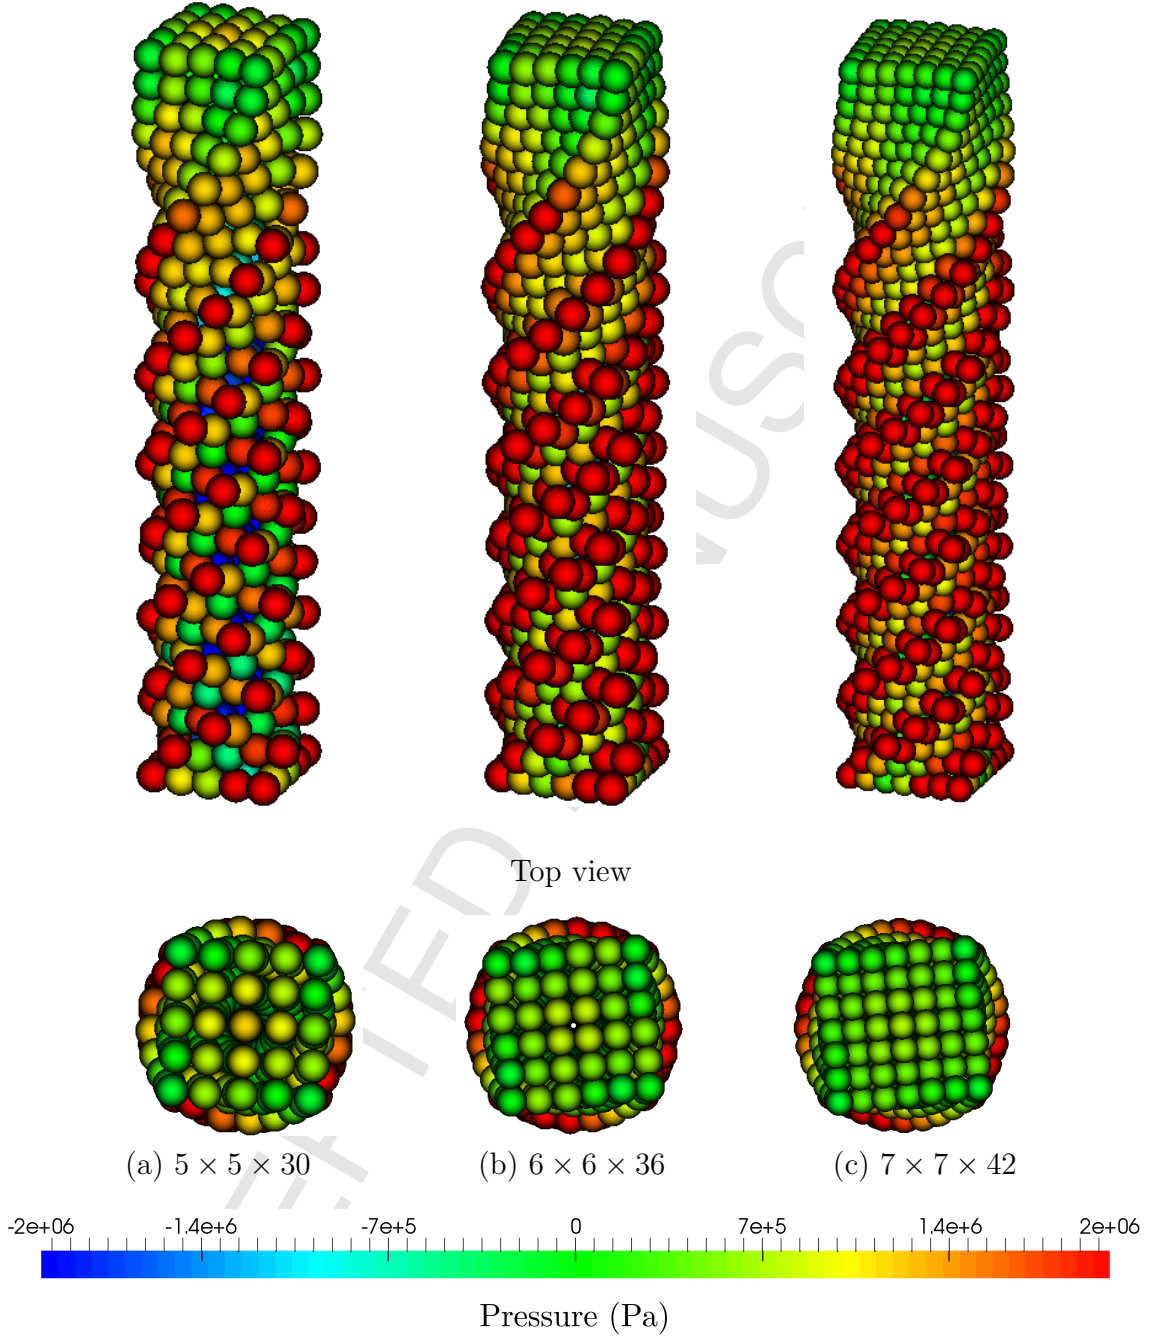 Top view
(a) 5 × 5 × 30 (b) 6 × 6 × 36 (c) 7 × 7 × 42
-2e+06 -1.4e+6 -7e+5 0 7e+5 1.4e+6 2e+06
Pressure (Pa)